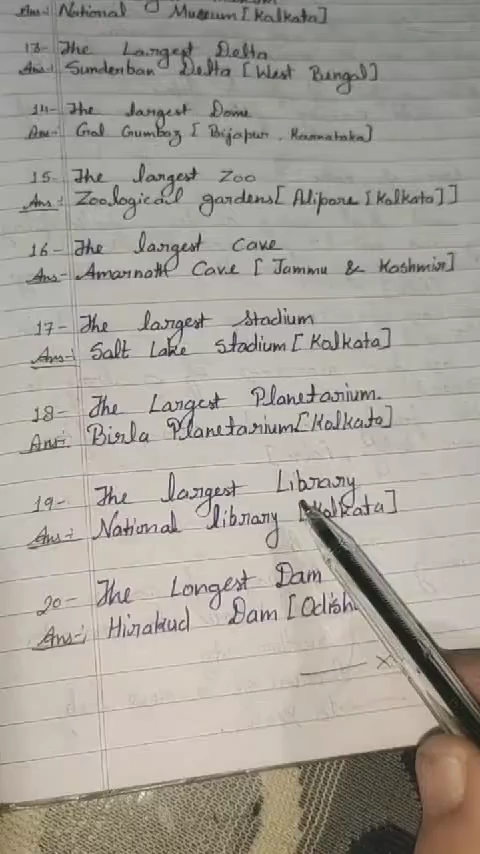 Ans:- National Museum [Kolkata]
13- The Largest Delta
Ans:- Sundenban Delta [West Bengal]
14- The largest Dome
Ans:- Gol Gumbaz [Bijapur, Karnataka]
15. The largest Zoo
Ans:- Zoological gardens [Alipore [Kolkata]]
16- The largest Cave
Ans:- Amarnath Cave [Jammu & Kashmir]
17- The largest Stadium
Ans:- Salt Lake Stadium [Kolkata]
18- The Largest Planetarium.
Ans:- Birla Planetarium [Kolkata]
19- The largest Library
Ans:- National library [Kolkata]
20- The Longest Dam
Ans:- Hirakud Dam [Odish